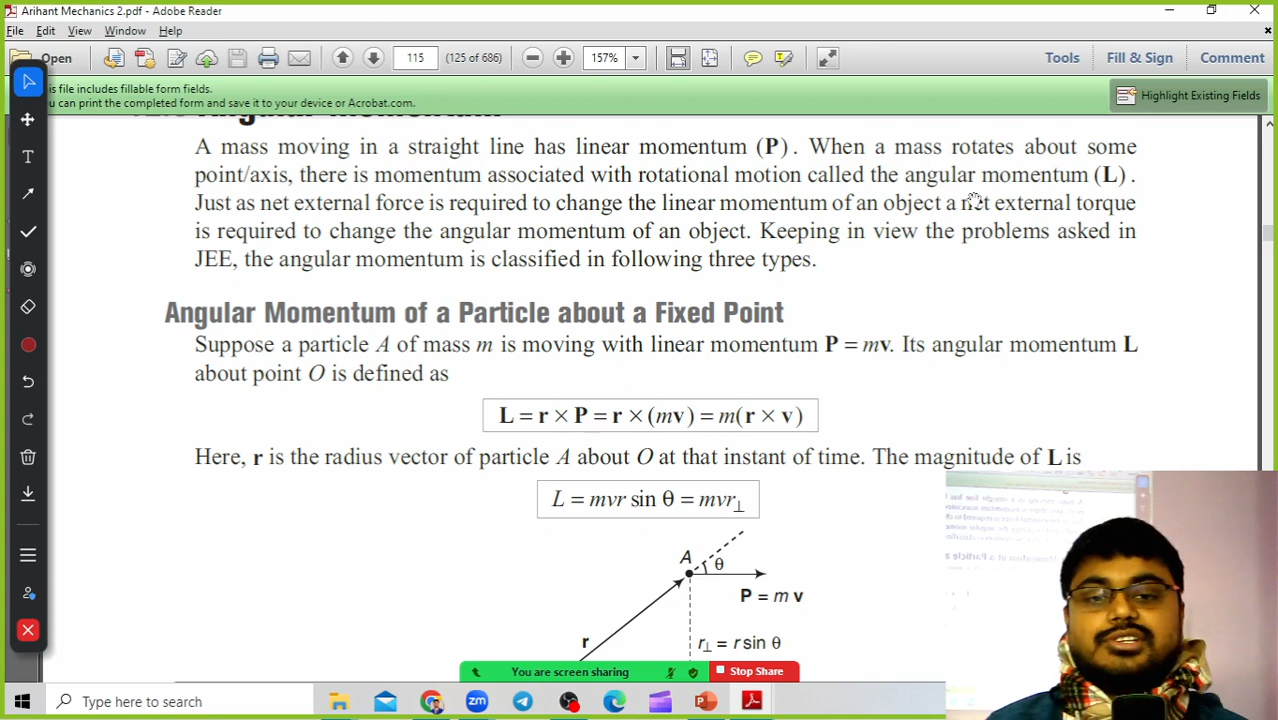 Arihant Mechanics 2.pdf - Adobe Reader
File Edit View Window Help
Open 115 (125 of 686) 157% Tools Fill & Sign Comment
is file includes fillable form fields.
u can print the completed form and save it to your device or Acrobat.com.
Highlight Existing Fields
Angular Momentum
A mass moving in a straight line has linear momentum (P). When a mass rotates about some
point/axis, there is momentum associated with rotational motion called the angular momentum (L).
Just as net external force is required to change the linear momentum of an object a net external torque
is required to change the angular momentum of an object. Keeping in view the problems asked in
JEE, the angular momentum is classified in following three types.
Angular Momentum of a Particle about a Fixed Point
Suppose a particle A of mass m is moving with linear momentum P = mv. Its angular momentum L
about point O is defined as
L = r × P = r × (mv) = m(r × v)
Here, r is the radius vector of particle A about O at that instant of time. The magnitude of L is
L = mvr sin θ = mvr⊥
A
θ
P = m v
r
r⊥ = r sin θ
You are screen sharing
Stop Share
Type here to search